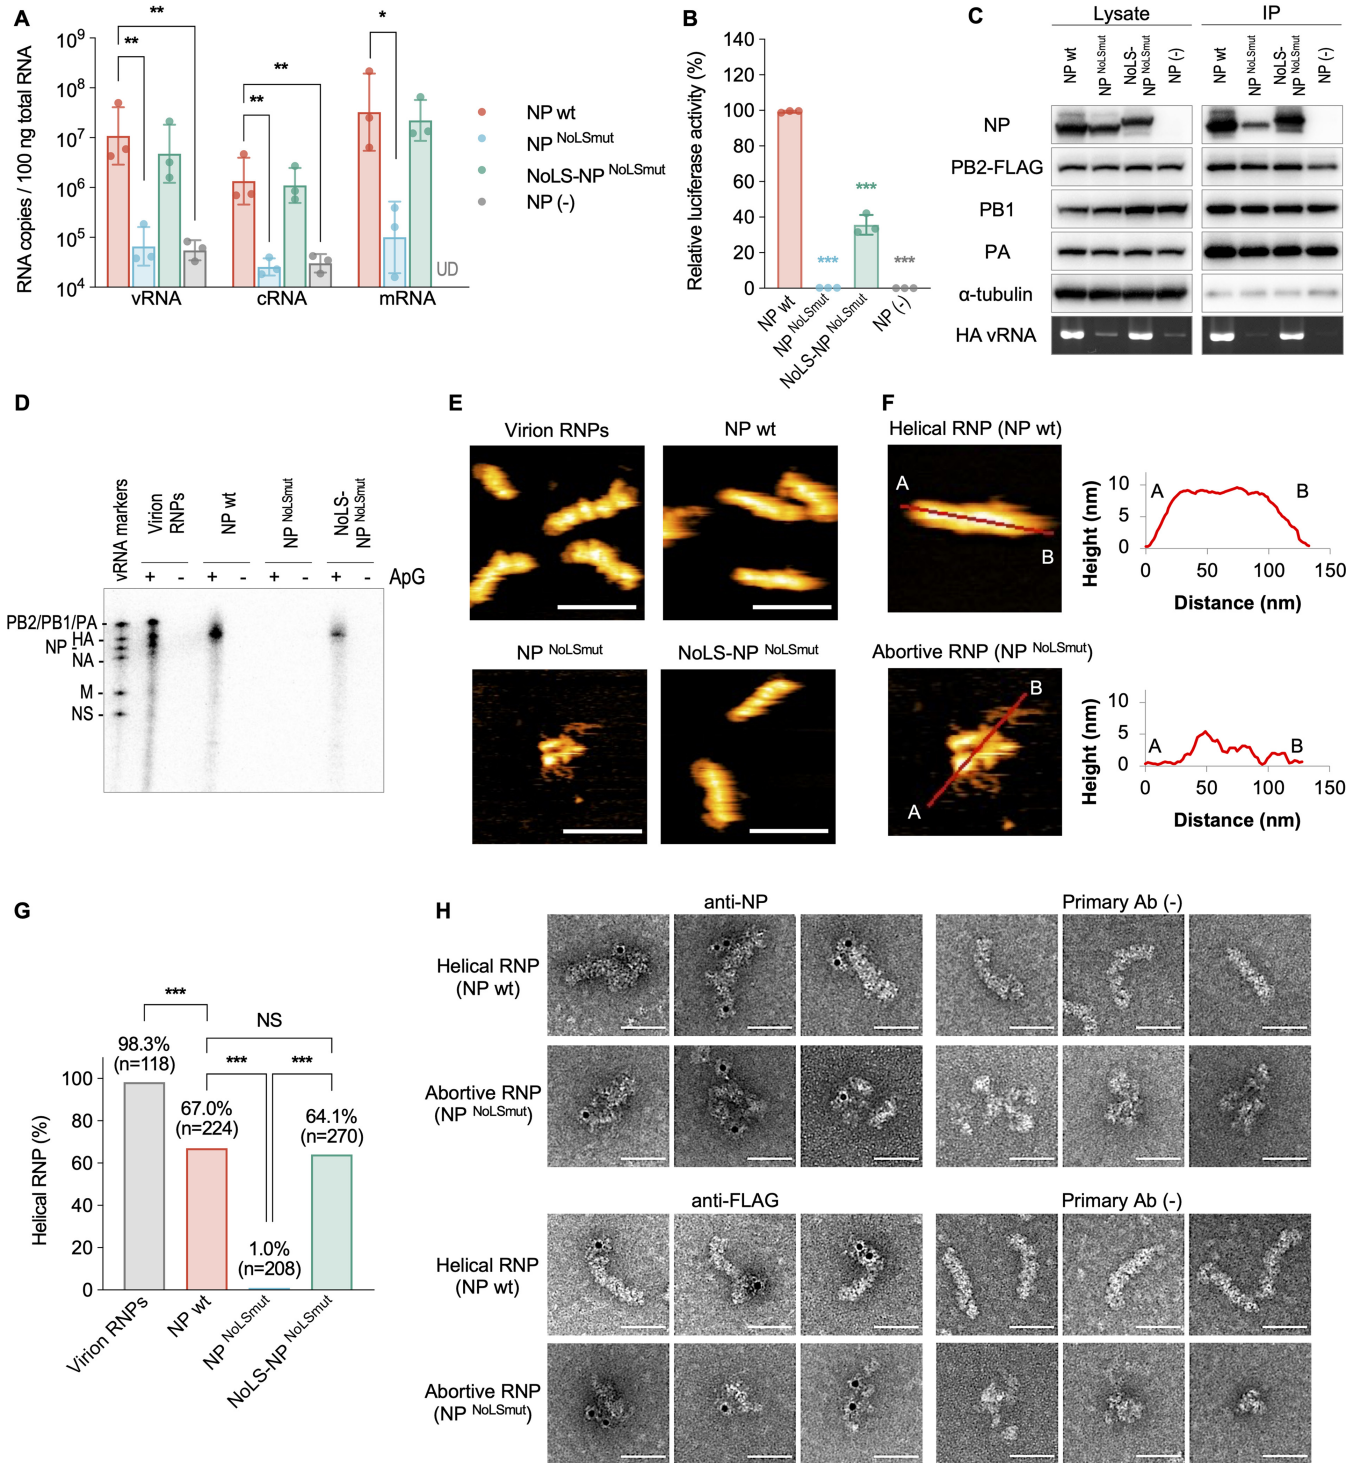 A
RNA copies / 100 ng total RNA
10⁹
10⁸
10⁷
10⁶
10⁵
10⁴
**
**
**
**
*
UD
vRNA
cRNA
mRNA
NP wt
NP NoLSmut
NoLS-NP NoLSmut
NP (-)
B
Relative luciferase activity (%)
140
120
100
80
60
40
20
0
***
***
***
NP wt
NP NoLSmut
NoLS-NP NoLSmut
NP (-)
C
Lysate
IP
NP wt
NP NoLSmut
NoLS-
NP NoLSmut
NP (-)
NP wt
NP NoLSmut
NoLS-
NP NoLSmut
NP (-)
NP
PB2-FLAG
PB1
PA
α-tubulin
HA vRNA
D
vRNA markers
Virion
RNPs
NP wt
NP NoLSmut
NoLS-
NP NoLSmut
+ - + - + - + - ApG
PB2/PB1/PA
HA
NP
NA
M
NS
E
Virion RNPs
NP wt
NP NoLSmut
NoLS-NP NoLSmut
F
Helical RNP (NP wt)
A
B
Height (nm)
10
5
0
A
B
0 50 100 150
Distance (nm)
Abortive RNP (NP NoLSmut)
B
A
Height (nm)
10
5
0
A
B
0 50 100 150
Distance (nm)
G
Helical RNP (%)
100
80
60
40
20
0
***
NS
***
***
98.3%
(n=118)
67.0%
(n=224)
1.0%
(n=208)
64.1%
(n=270)
Virion RNPs
NP wt
NP NoLSmut
NoLS-NP NoLSmut
H
anti-NP
Primary Ab (-)
Helical RNP
(NP wt)
Abortive RNP
(NP NoLSmut)
anti-FLAG
Primary Ab (-)
Helical RNP
(NP wt)
Abortive RNP
(NP NoLSmut)